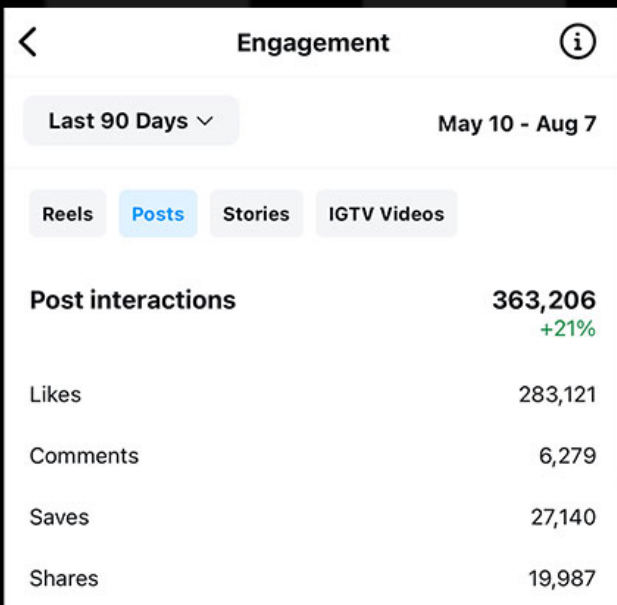 Engagement
Last 90 Days
May 10 - Aug 7
Reels Posts Stories IGTV Videos
Post interactions 363,206
+21%
Likes 283,121
Comments 6,279
Saves 27,140
Shares 19,987